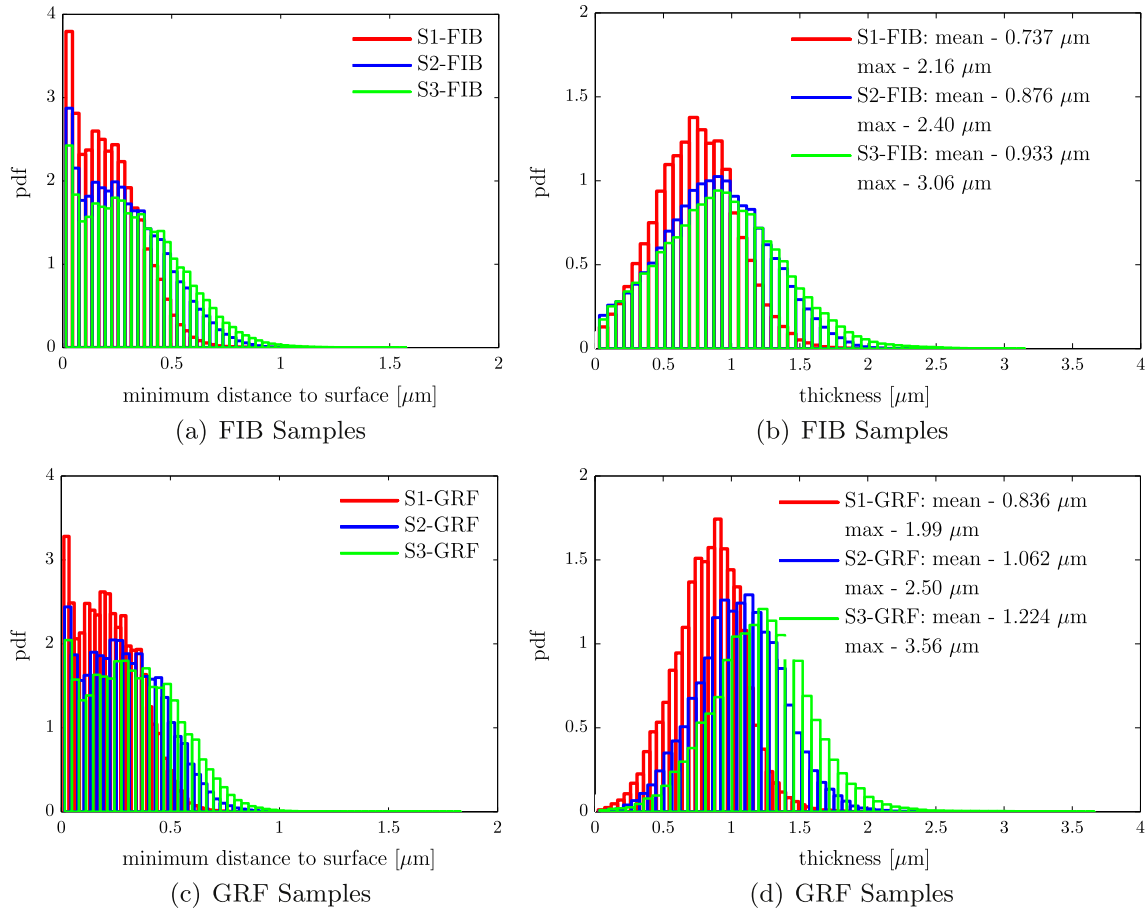 4
3
2
1
0
0
0.5
1
1.5
2
pdf
minimum distance to surface [μm]
S1-FIB
S2-FIB
S3-FIB
(a) FIB Samples
2
1.5
1
0.5
0
0
0.5
1
1.5
2
2.5
3
3.5
4
pdf
thickness [μm]
S1-FIB: mean - 0.737 μm
max - 2.16 μm
S2-FIB: mean - 0.876 μm
max - 2.40 μm
S3-FIB: mean - 0.933 μm
max - 3.06 μm
(b) FIB Samples
4
3
2
1
0
0
0.5
1
1.5
2
pdf
minimum distance to surface [μm]
S1-GRF
S2-GRF
S3-GRF
(c) GRF Samples
2
1.5
1
0.5
0
0
0.5
1
1.5
2
2.5
3
3.5
4
pdf
thickness [μm]
S1-GRF: mean - 0.836 μm
max - 1.99 μm
S2-GRF: mean - 1.062 μm
max - 2.50 μm
S3-GRF: mean - 1.224 μm
max - 3.56 μm
(d) GRF Samples